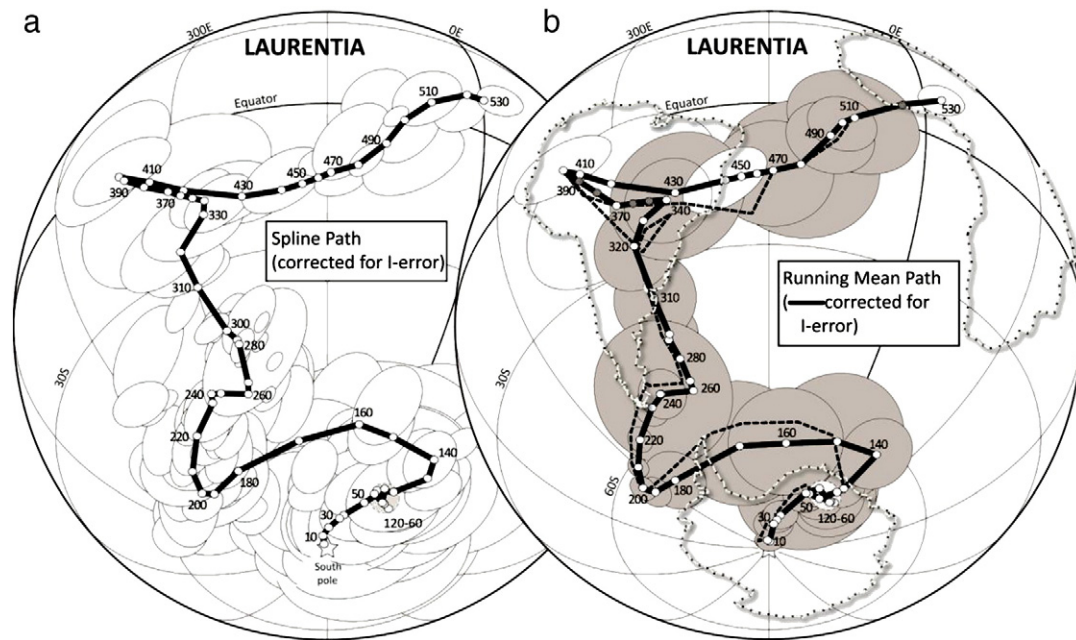 a
300E
0E
LAURENTIA
Equator
510
530
490
470
450
430
410
390
370
330
Spline Path
(corrected for I-error)
310
300
280
30S
240
260
220
160
140
200
180
50
30
120-60
10
South
pole
b
300E
0E
LAURENTIA
Equator
510
530
490
470
450
430
410
390
370
340
320
Running Mean Path
(corrected for
I-error)
310
30S
280
260
240
220
160
140
60S
200
180
50
30
120-60
10